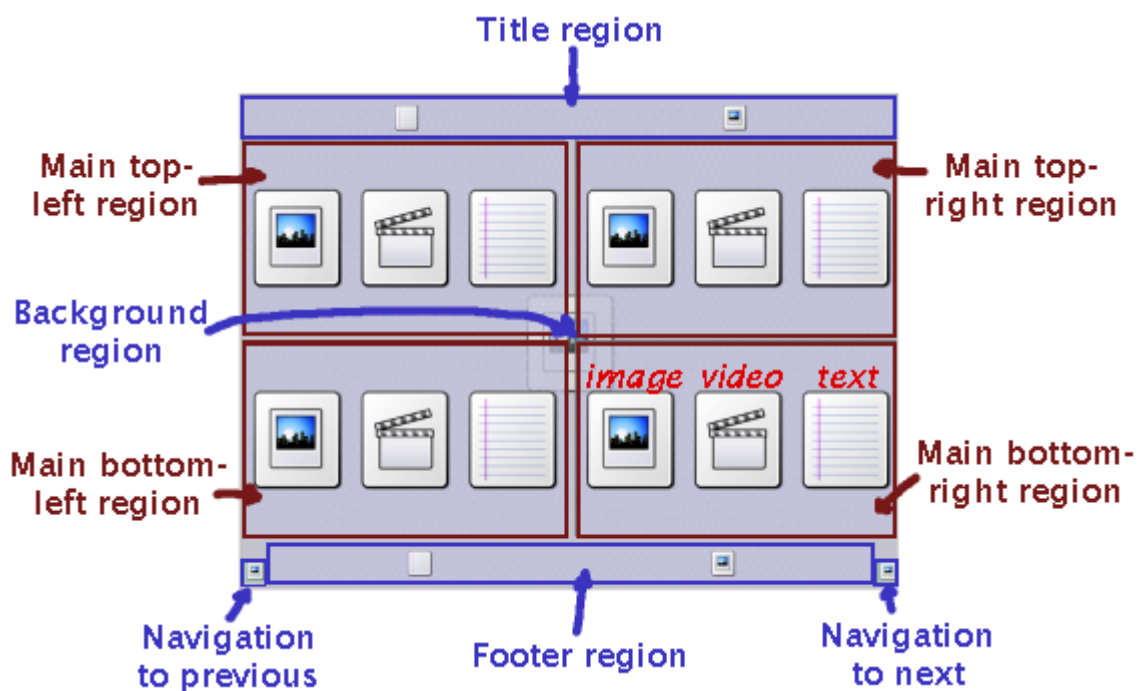 Title region
Main top-
left region
Main top-
right region
Background
region
image video text
Main bottom-
left region
Main bottom-
right region
Navigation
to previous
Footer region
Navigation
to next